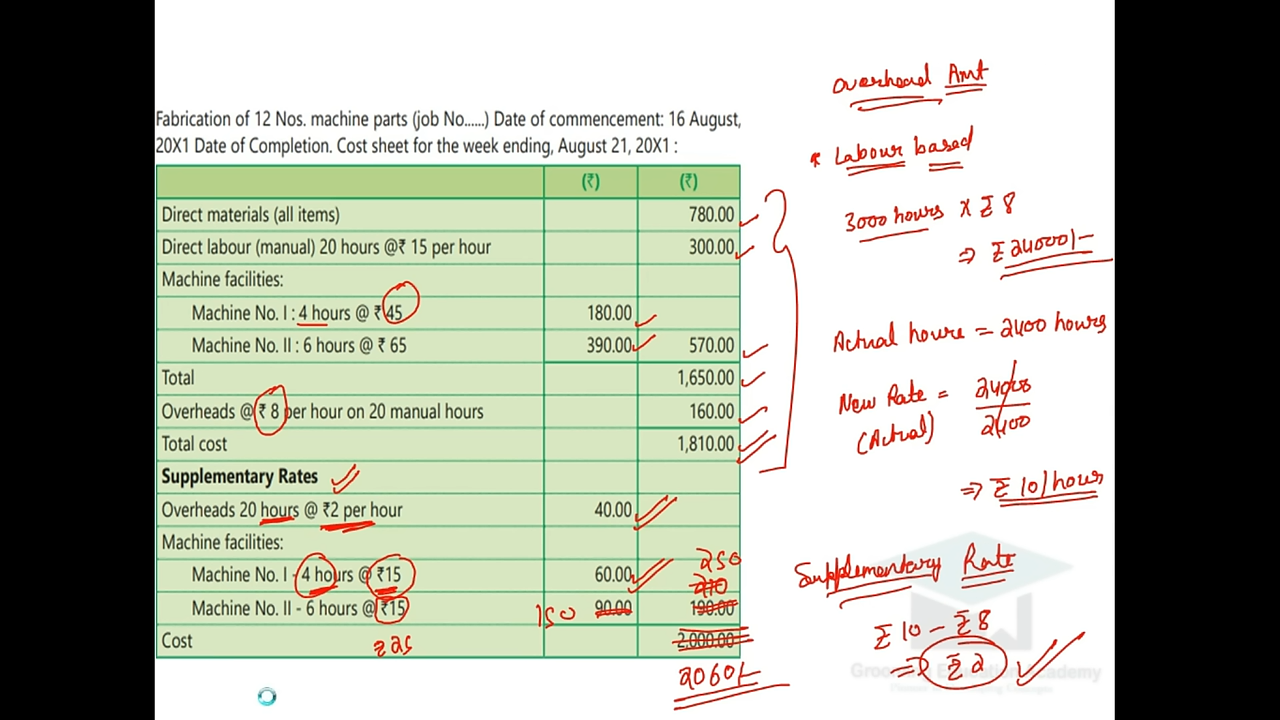 Fabrication of 12 Nos. machine parts (job No......) Date of commencement: 16 August,
20X1 Date of Completion. Cost sheet for the week ending, August 21, 20X1 :
(₹) (₹)
Direct materials (all items) 780.00
Direct labour (manual) 20 hours @₹ 15 per hour 300.00
Machine facilities:
Machine No. I : 4 hours @ ₹ 45 180.00
Machine No. II : 6 hours @ ₹ 65 390.00 570.00
Total 1,650.00
Overheads @ ₹ 8 per hour on 20 manual hours 160.00
Total cost 1,810.00
Supplementary Rates
Overheads 20 hours @ ₹2 per hour 40.00
Machine facilities:
250
Machine No. I - 4 hours @ ₹15 60.00 210
Machine No. II - 6 hours @ ₹15 150 90.00 190.00
Cost ₹ 25 2,000.00
2060/-
Overhead Amt
* Labour based
3000 hours X ₹ 8
⇒ ₹ 24000/-
Actual houre = 2400 hours
New Rate = 24000
(Actual) 2400
⇒ ₹ 10/hour
Supplementary Rate
₹ 10 - ₹ 8
⇒ ₹ 2